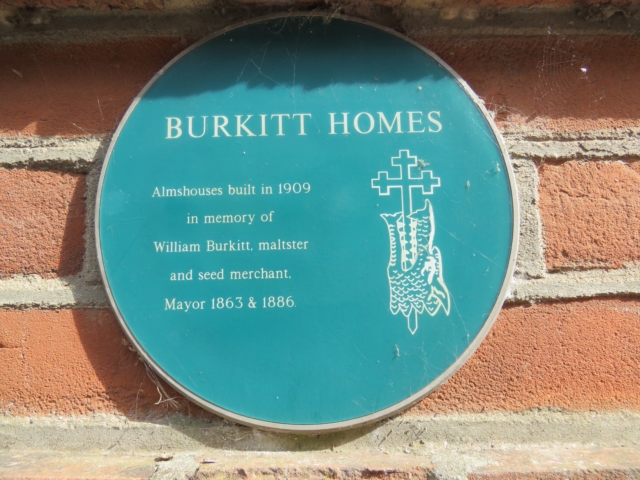 BURKITT HOMES
Almshouses built in 1909
in memory of
William Burkitt, maltster
and seed merchant.
Mayor 1863 & 1886.